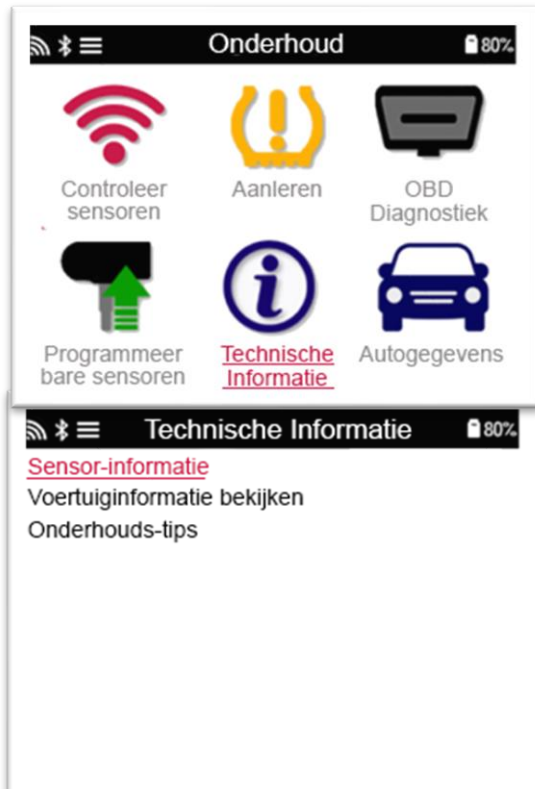 Onderhoud 80%
Controleer
sensoren
Aanleren
OBD
Diagnostiek
Programmeer
bare sensoren
Technische
Informatie
Autogegevens
Technische Informatie 80%
Sensor-informatie
Voertuiginformatie bekijken
Onderhouds-tips